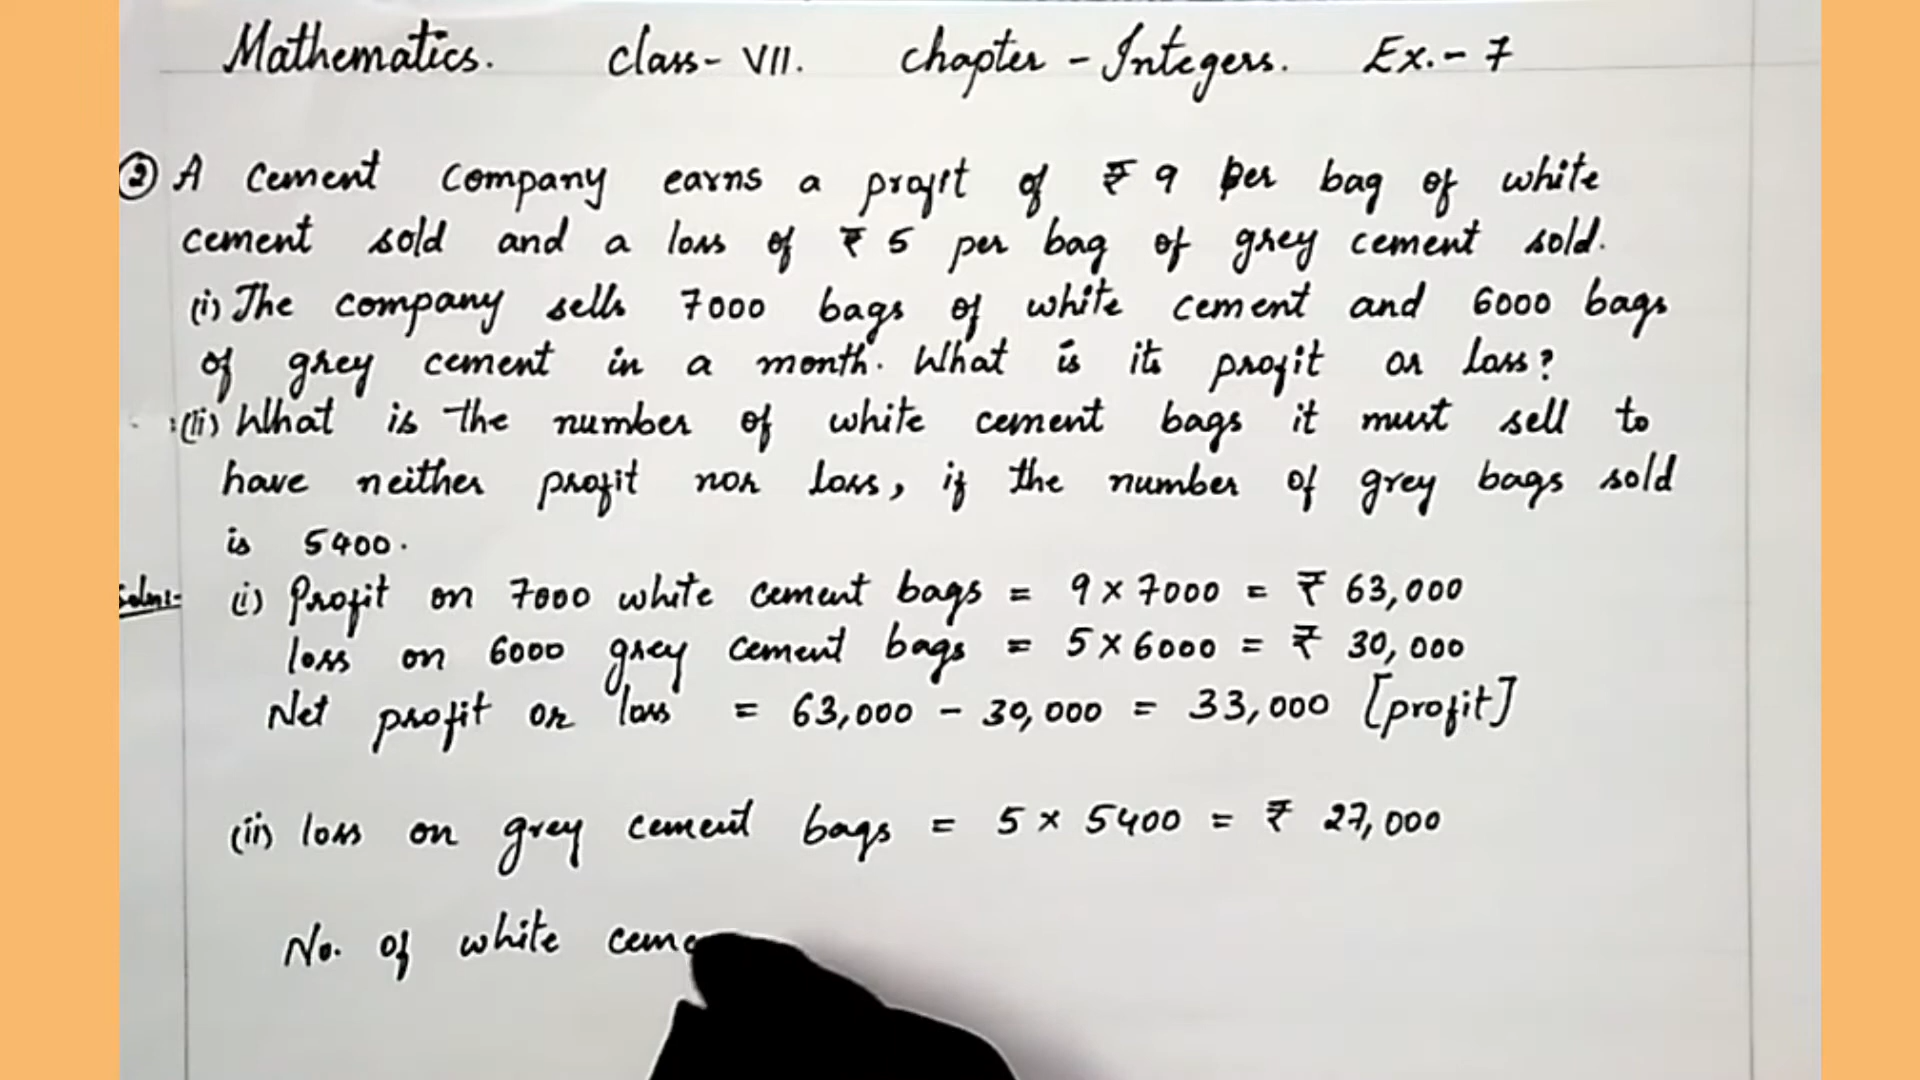 Mathematics. Class- VII. Chapter - Integers. Ex.- 7
② A cement company earns a profit of ₹ 9 per bag of white
cement sold and a loss of ₹ 5 per bag of grey cement sold.
(i) The company sells 7000 bags of white cement and 6000 bags
of grey cement in a month. What is its profit or loss?
(ii) What is the number of white cement bags it must sell to
have neither profit nor loss, if the number of grey bags sold
is 5400.
Soln:- (i) Profit on 7000 white cement bags = 9 × 7000 = ₹ 63,000
loss on 6000 grey cement bags = 5 × 6000 = ₹ 30,000
Net profit or loss = 63,000 - 30,000 = 33,000 [profit]
(ii) loss on grey cement bags = 5 × 5400 = ₹ 27,000
No. of white ceme